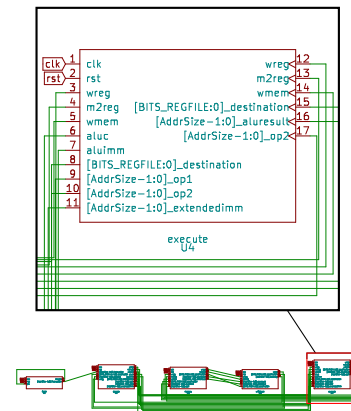 clk 1 clk wreg 12
rst 2 rst m2reg 13
3 wreg wmem 14
4 m2reg [BITS_REGFILE:0]_destination 15
5 wmem [AddrSize-1:0]_aluresult 16
6 aluc [AddrSize-1:0]_op2 17
7 aluimm
8 [BITS_REGFILE:0]_destination
9 [AddrSize-1:0]_op1
10 [AddrSize-1:0]_op2
11 [AddrSize-1:0]_extendedimm
execute
U4